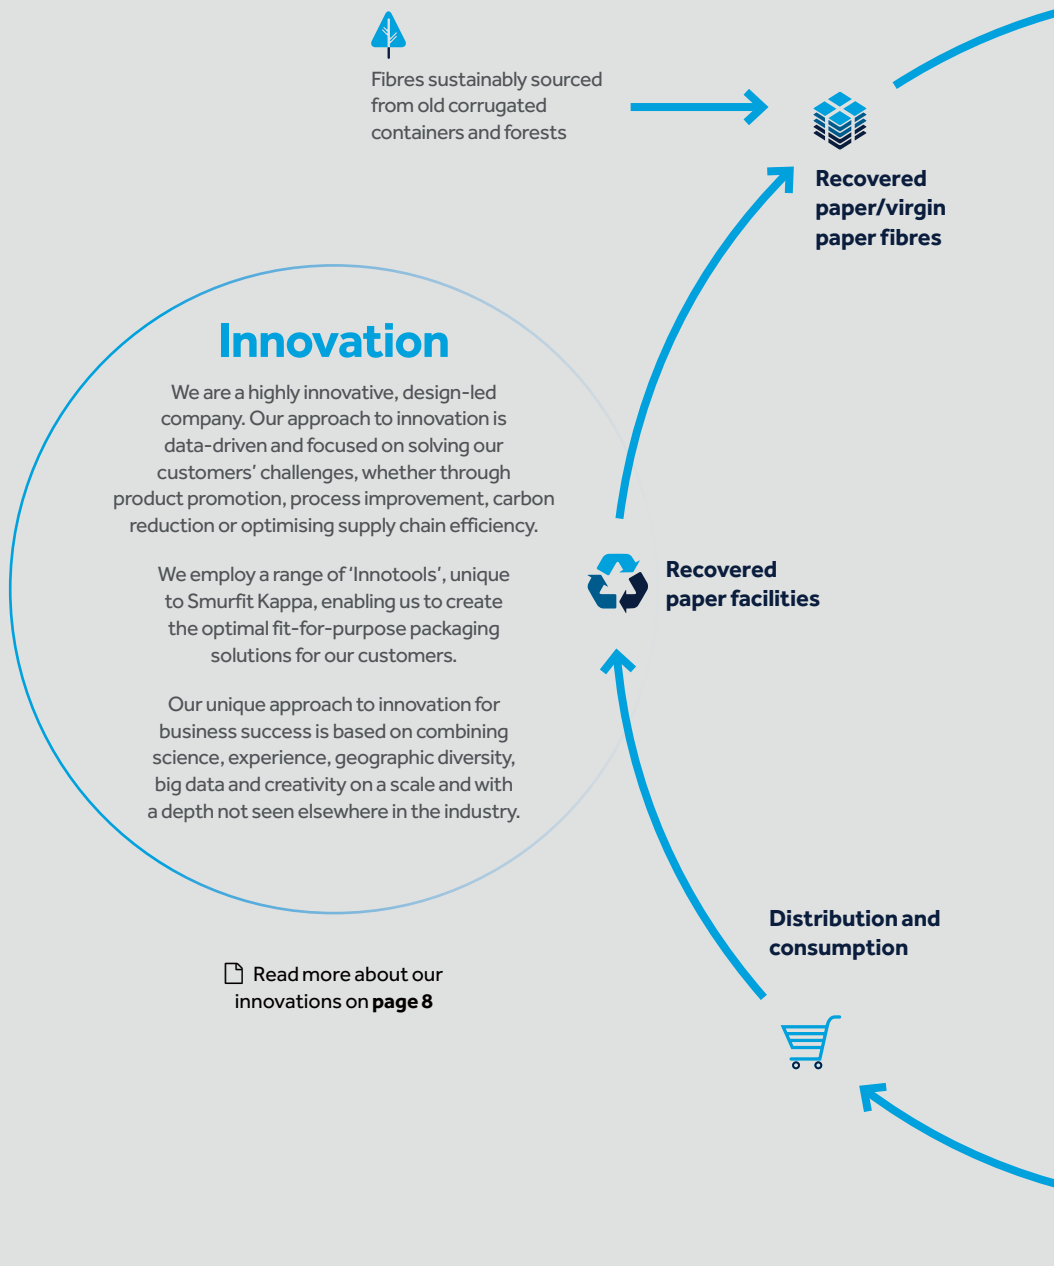 Fibres sustainably sourced
from old corrugated
containers and forests
Recovered
paper/virgin
paper fibres
Innovation
We are a highly innovative, design-led
company. Our approach to innovation is
data-driven and focused on solving our
customers’ challenges, whether through
product promotion, process improvement, carbon
reduction or optimising supply chain efficiency.
We employ a range of ‘Innotools’, unique
to Smurfit Kappa, enabling us to create
the optimal fit-for-purpose packaging
solutions for our customers.
Our unique approach to innovation for
business success is based on combining
science, experience, geographic diversity,
big data and creativity on a scale and with
a depth not seen elsewhere in the industry.
Recovered
paper facilities
Distribution and
consumption
Read more about our
innovations on page 8